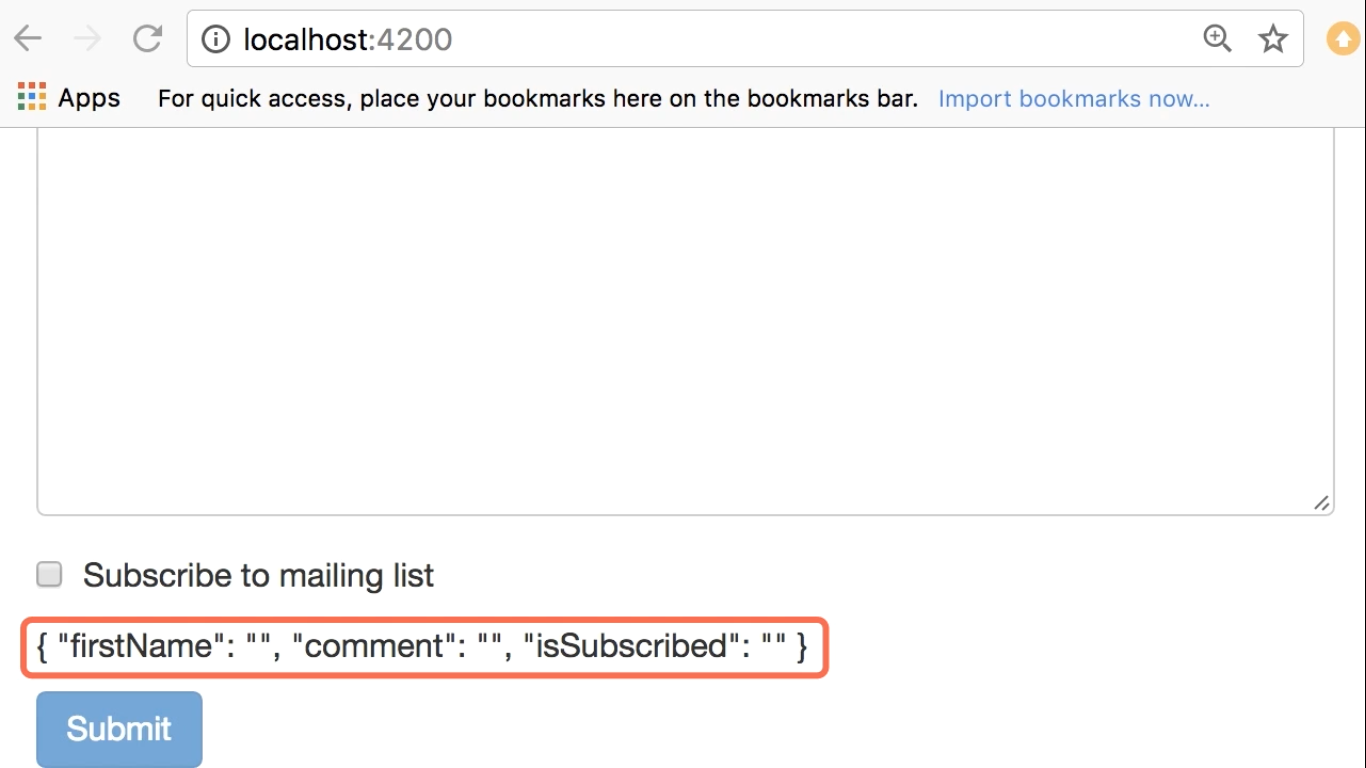 localhost:4200
Apps For quick access, place your bookmarks here on the bookmarks bar. Import bookmarks now...
Subscribe to mailing list
{ "firstName": "", "comment": "", "isSubscribed": "" }
Submit